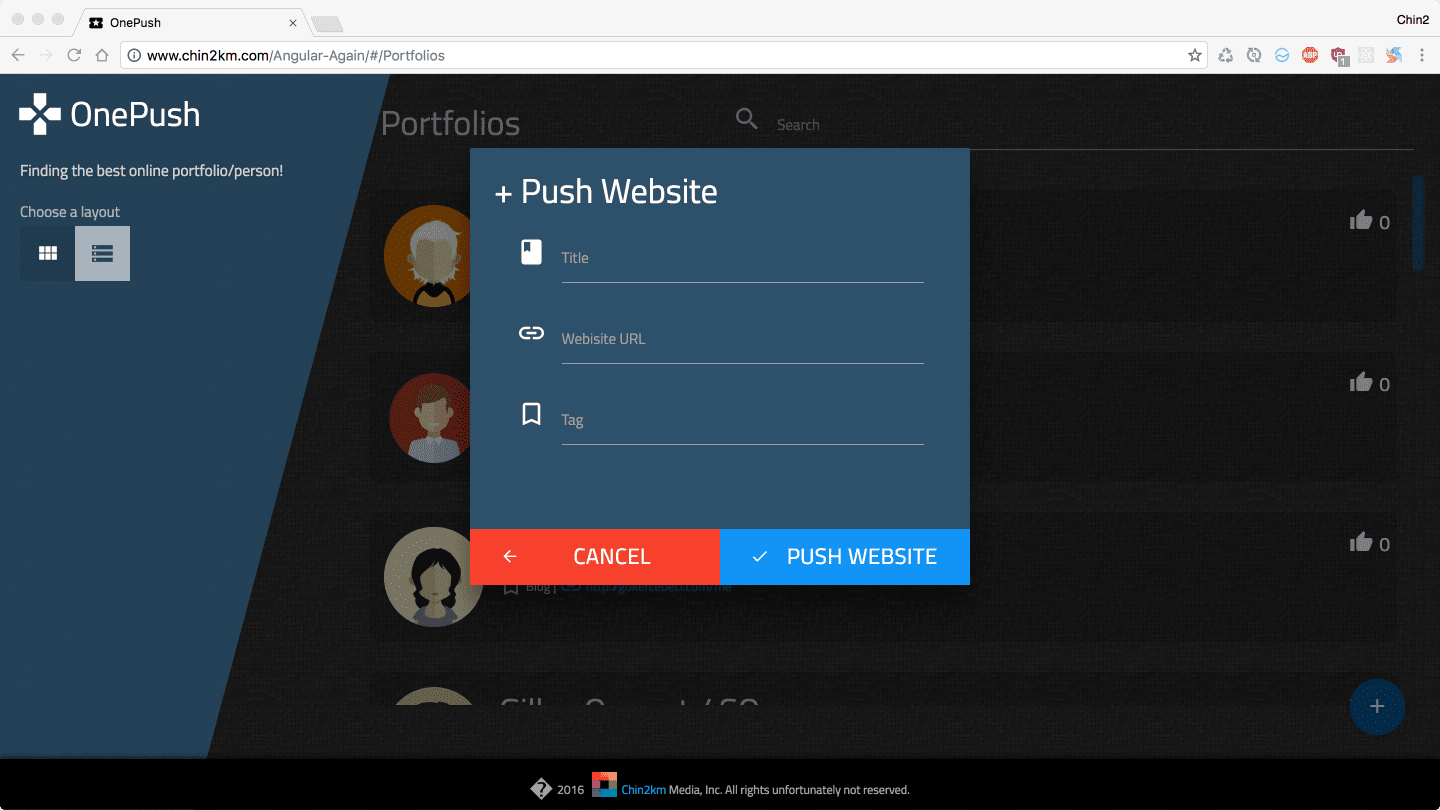 OnePush
Chin2
www.chin2km.com/Angular-Again/#/Portfolios
ABP
1
OnePush
Finding the best online portfolio/person!
Choose a layout
Portfolios
Search
+ Push Website
Title
Webisite URL
Tag
CANCEL
PUSH WEBSITE
0
0
0
Blog |
+
? 2016 Chin2km Media, Inc. All rights unfortunately not reserved.